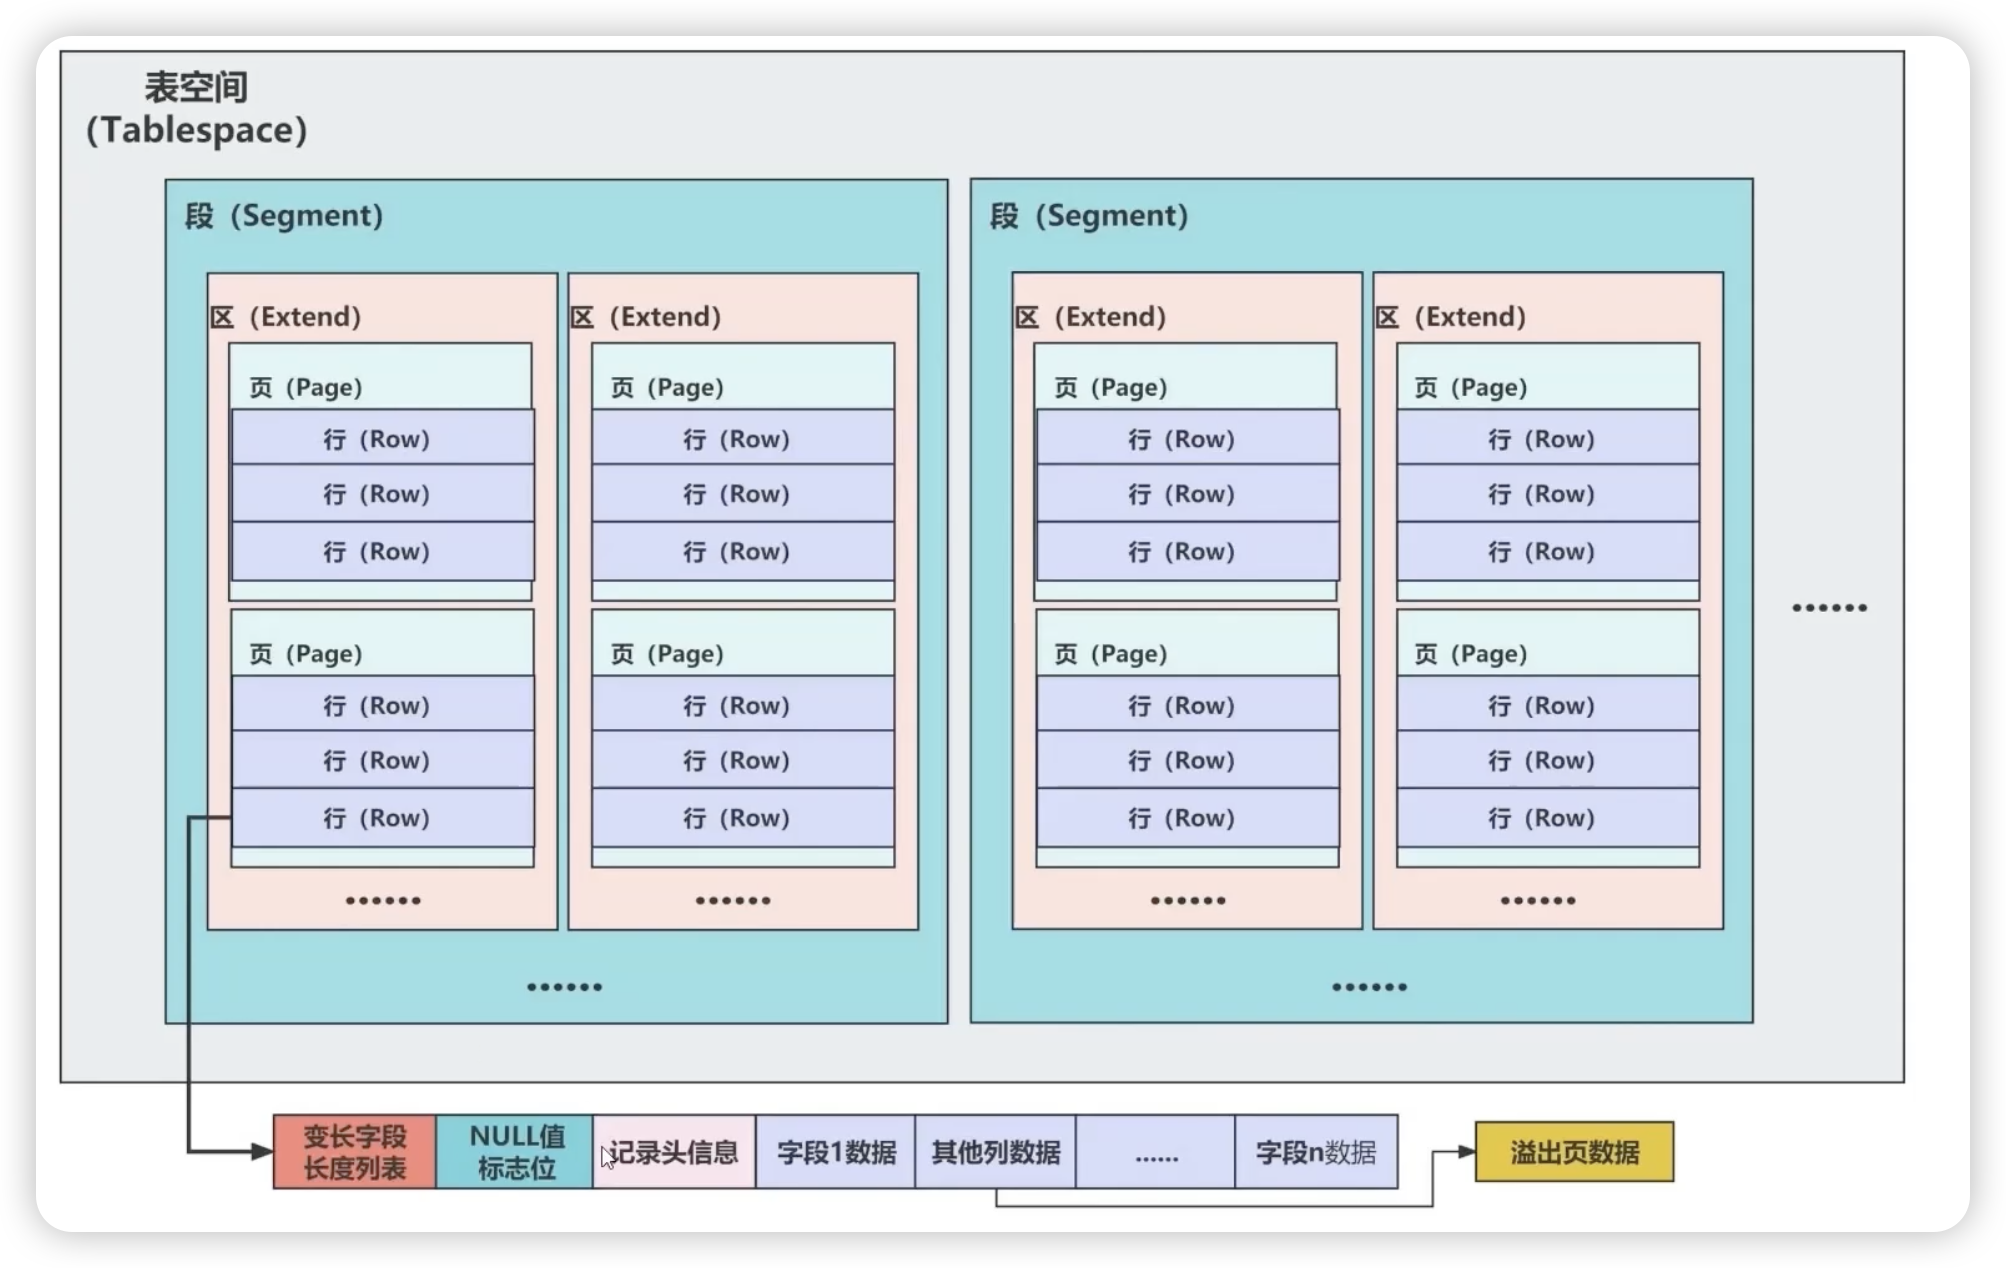 表空间
(Tablespace)
段（Segment）
区（Extend）
页（Page）
行（Row）
行（Row）
行（Row）
页（Page）
行（Row）
行（Row）
行（Row）
......
区（Extend）
页（Page）
行（Row）
行（Row）
行（Row）
页（Page）
行（Row）
行（Row）
行（Row）
......
......
段（Segment）
区（Extend）
页（Page）
行（Row）
行（Row）
行（Row）
页（Page）
行（Row）
行（Row）
行（Row）
......
区（Extend）
页（Page）
行（Row）
行（Row）
行（Row）
页（Page）
行（Row）
行（Row）
行（Row）
......
......
......
变长字段
长度列表
NULL值
标志位
记录头信息
字段1数据
其他列数据
......
字段n数据
溢出页数据